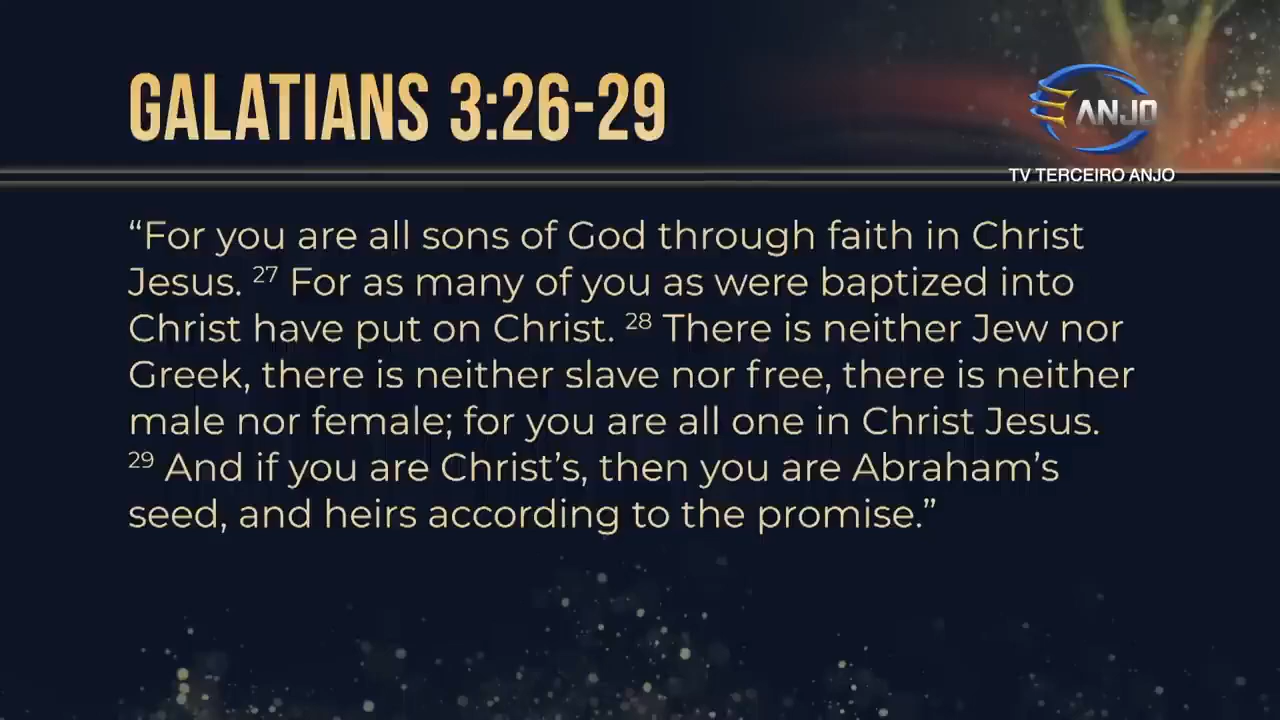 GALATIANS 3:26-29
ANJO
TV TERCEIRO ANJO
“For you are all sons of God through faith in Christ
Jesus. 27 For as many of you as were baptized into
Christ have put on Christ. 28 There is neither Jew nor
Greek, there is neither slave nor free, there is neither
male nor female; for you are all one in Christ Jesus.
29 And if you are Christ’s, then you are Abraham’s
seed, and heirs according to the promise.”